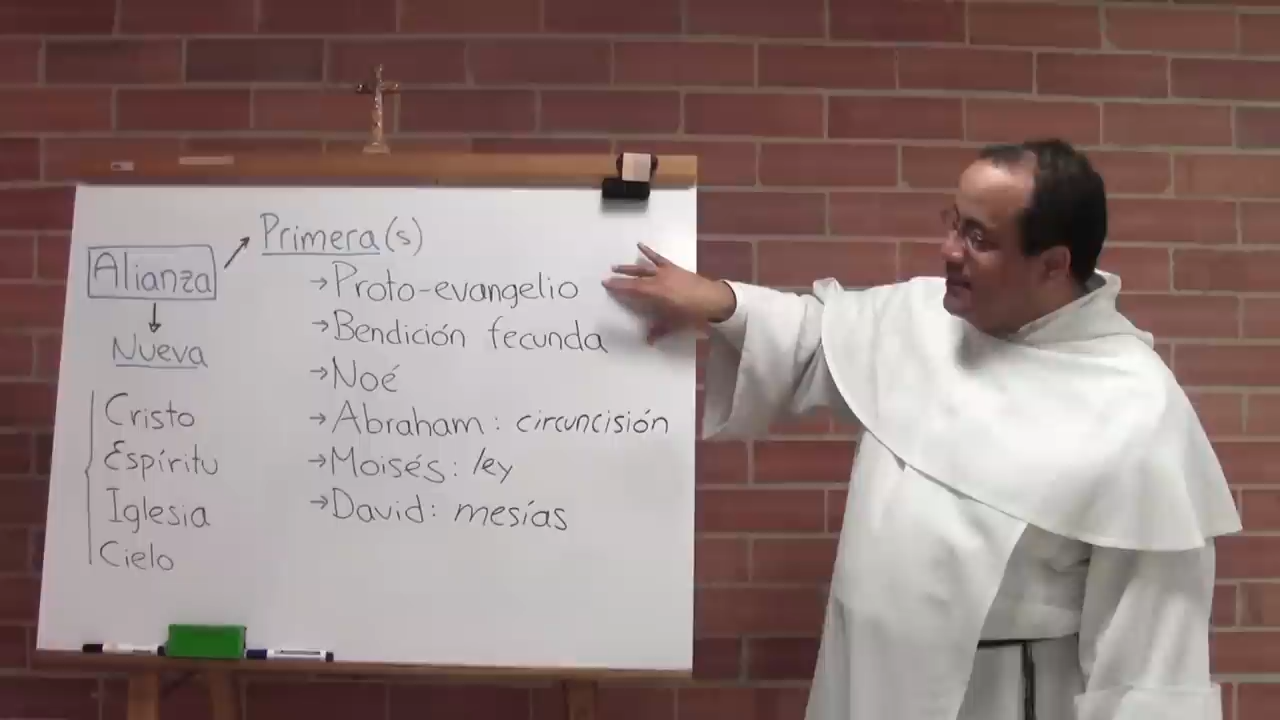 Alianza
Nueva
Cristo
Espíritu
Iglesia
Cielo
Primera(s)
→Proto-evangelio
→Bendición fecunda
→Noé
→Abraham: circuncisión
→Moisés: ley
→David: mesías